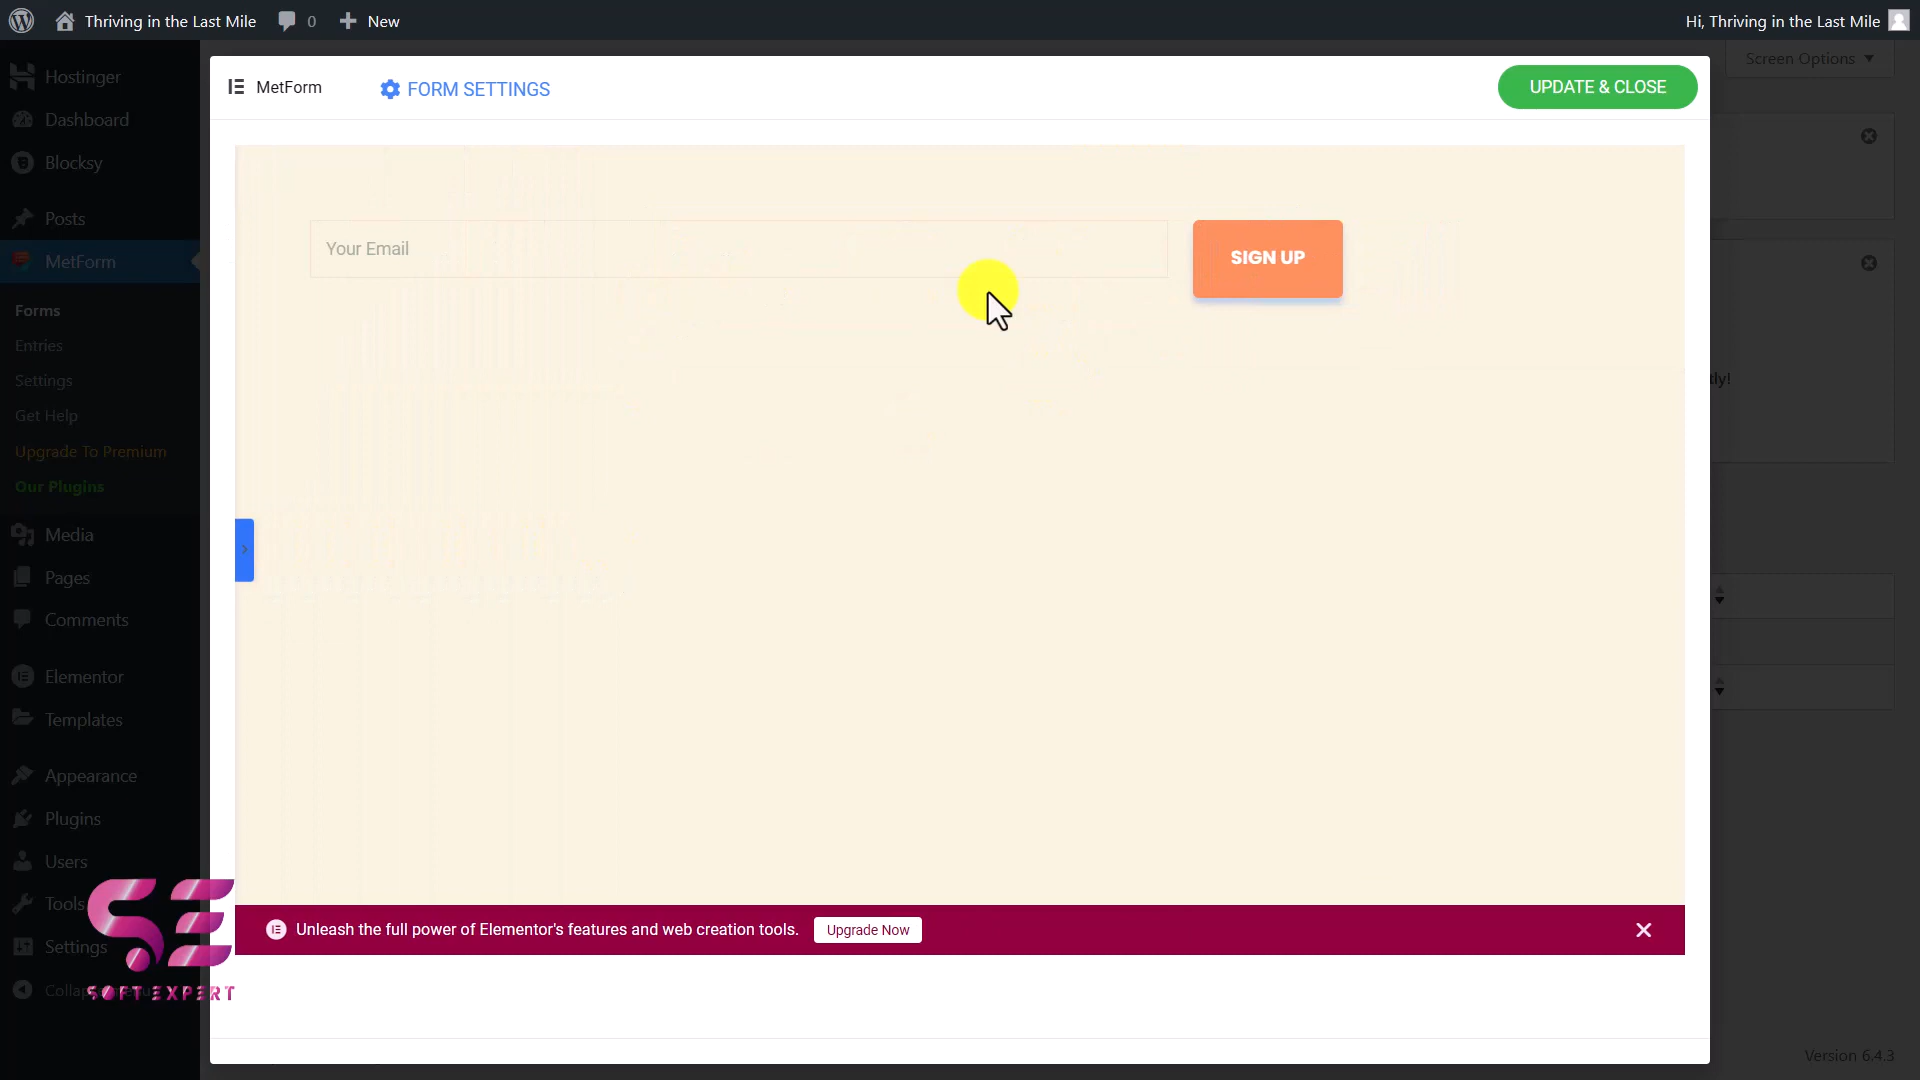 Thriving in the Last Mile
0
New
Hi, Thriving in the Last Mile
Hostinger
Dashboard
Blocksy
Posts
MetForm
Forms
Entries
Settings
Get Help
Upgrade To Premium
Our Plugins
Media
Pages
Comments
Elementor
Templates
Appearance
Plugins
Users
Tools
Settings
SE
SOFT EXPERT
Screen Options
MetForm
FORM SETTINGS
UPDATE & CLOSE
Your Email
SIGN UP
Unleash the full power of Elementor's features and web creation tools.
Upgrade Now
Version 6.4.3